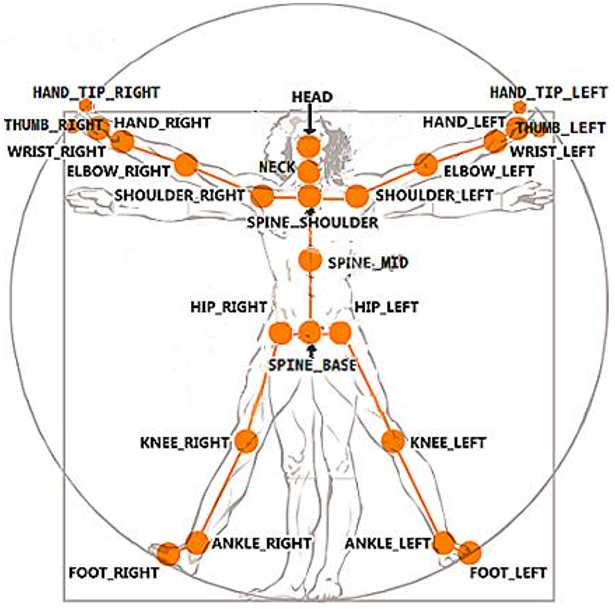 HAND_TIP_RIGHT
HAND_TIP_LEFT
HEAD
THUMB_RIGHT
HAND_RIGHT
HAND_LEFT
THUMB_LEFT
WRIST_RIGHT
WRIST_LEFT
ELBOW_RIGHT
NECK
ELBOW_LEFT
SHOULDER_RIGHT
SHOULDER_LEFT
SPINE_SHOULDER
SPINE_MID
HIP_RIGHT
HIP_LEFT
SPINE_BASE
KNEE_RIGHT
KNEE_LEFT
ANKLE_RIGHT
ANKLE_LEFT
FOOT_RIGHT
FOOT_LEFT